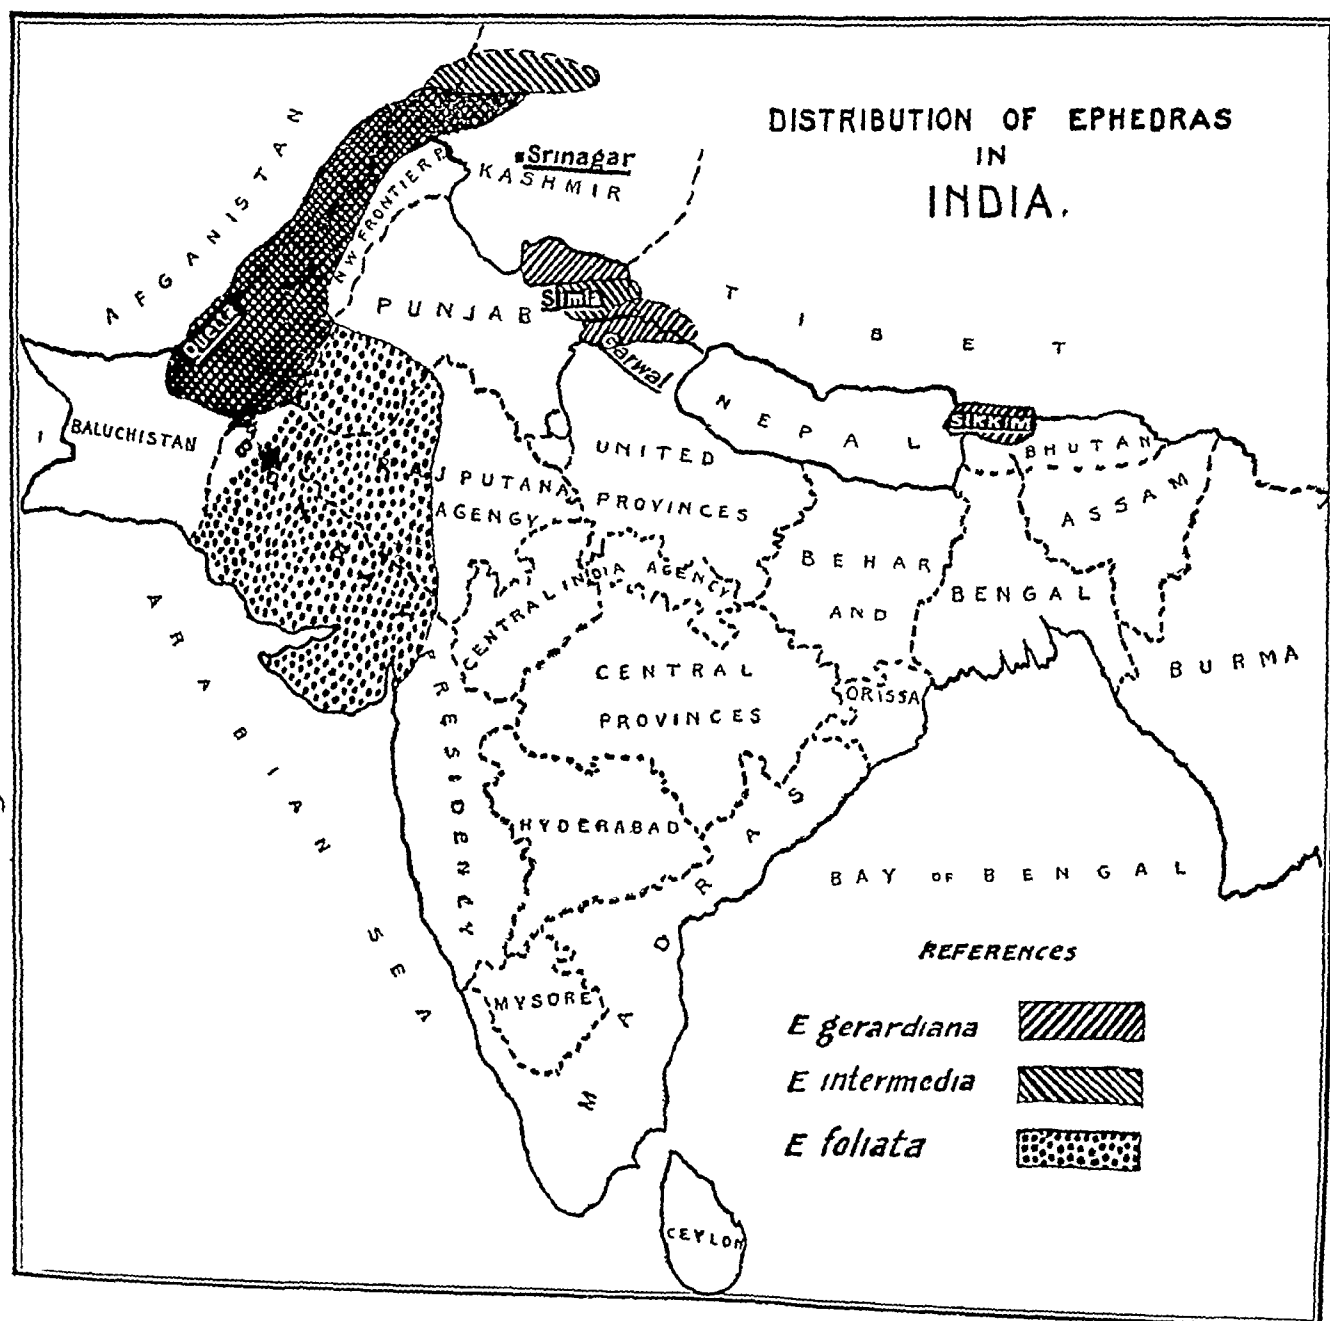 DISTRIBUTION OF EPHEDRAS
IN
INDIA.
AFGANISTAN
Srinagar
KASHMIR
NW FRONTIER P.
PUNJAB
Simla
Garwal
TIBET
Quetta
BALUCHISTAN
NEPAL
SIKKIM
BHUTAN
ASSAM
UNITED
PROVINCES
RAJPUTANA
AGENGY
CENTRAL INDIA AGENCY
BEHAR
AND
ORISSA
BENGAL
BURMA
CENTRAL
PROVINCES
PRESIDENCY
HYDERABAD
MADRAS
MYSORE
ARABIAN SEA
BAY OF BENGAL
CEYLON
REFERENCES
E gerardiana
E intermedia
E foliata